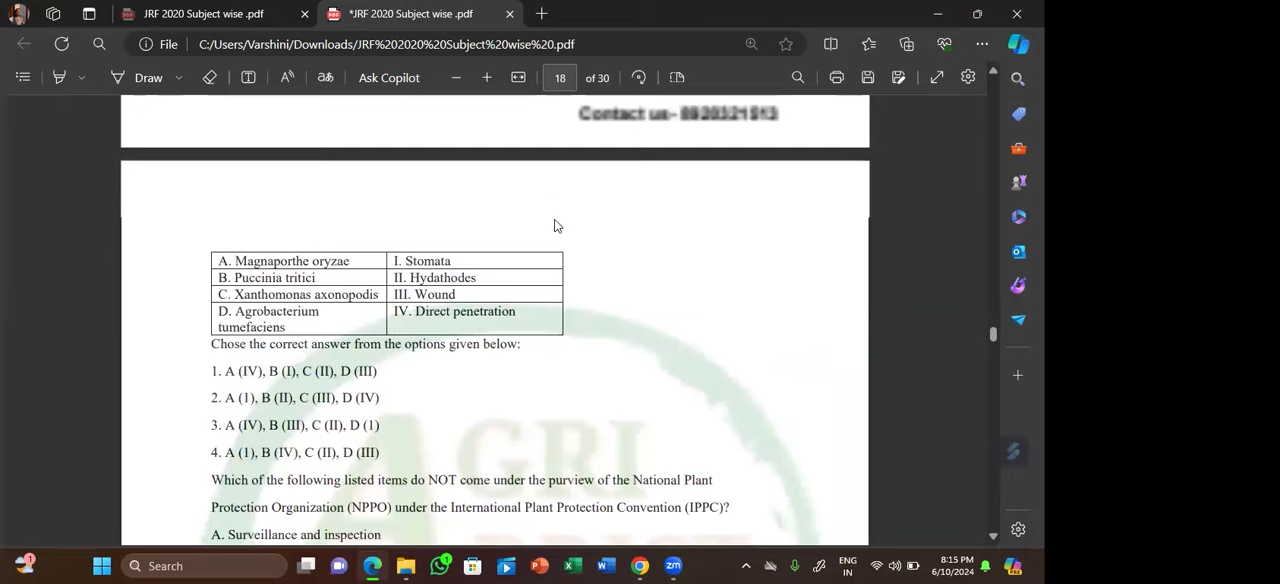 JRF 2020 Subject wise .pdf
*JRF 2020 Subject wise .pdf
File
C:/Users/Varshini/Downloads/JRF%202020%20Subject%20wise%20.pdf
Draw
Ask Copilot
18
of 30
Contact us- 8920321513
A. Magnaporthe oryzae I. Stomata
B. Puccinia tritici II. Hydathodes
C. Xanthomonas axonopodis III. Wound
D. Agrobacterium IV. Direct penetration
tumefaciens
Chose the correct answer from the options given below:
1. A (IV), B (I), C (II), D (III)
2. A (1), B (II), C (III), D (IV)
3. A (IV), B (III), C (II), D (1)
4. A (1), B (IV), C (II), D (III)
Which of the following listed items do NOT come under the purview of the National Plant
Protection Organization (NPPO) under the International Plant Protection Convention (IPPC)?
A. Surveillance and inspection
AGRI
Search
ENG
IN
8:15 PM
6/10/2024